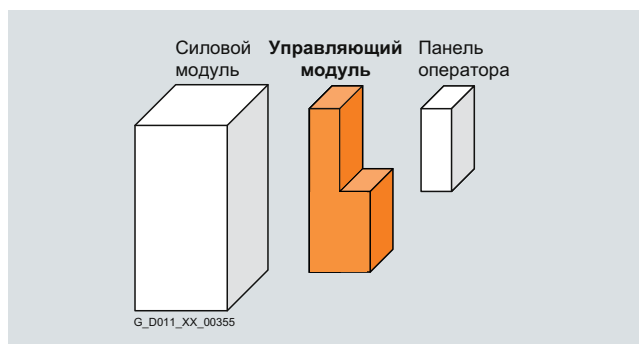 Силовой
модуль
Управляющий
модуль
Панель
оператора
G_D011_XX_00355